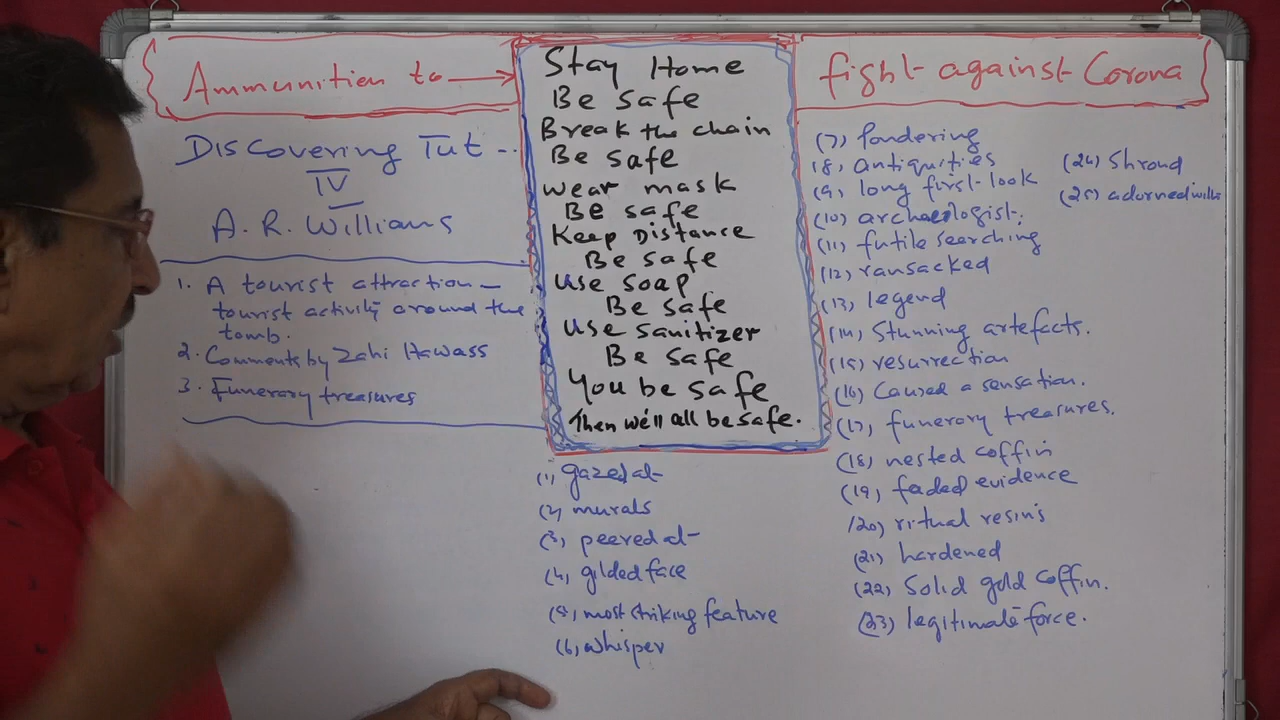 Ammunition to → fight against Corona
Stay Home
Be safe
Break the chain
Be safe
wear mask
Be safe
Keep Distance
Be safe
Use soap
Be safe
Use sanitizer
Be safe
You be safe
Then we'll all be safe.
Discovering Tut --
IV
A. R. Williams
1. A tourist attraction -
tourist activity around the
tomb.
2. Comments by Zahi Hawass
3. Funerory treasures
(1) gazed at
(2) murals
(3) peered at
(4) gilded face
(5) most striking feature
(6) whisper
(7) Pondering
(8) antiquities
(9) long first-look
(10) archaelogist.
(11) futile searching
(12) ransacked
(13) legend
(14) Stunning artefacts.
(15) resurrection
(16) Caused a sensation.
(17) funerory treasures.
(18) nested coffin
(19) faded evidence
(20) ritual resins
(21) hardened
(22) Solid gold coffin.
(23) legitimate force.
(24) Shroud
(25) adorned with